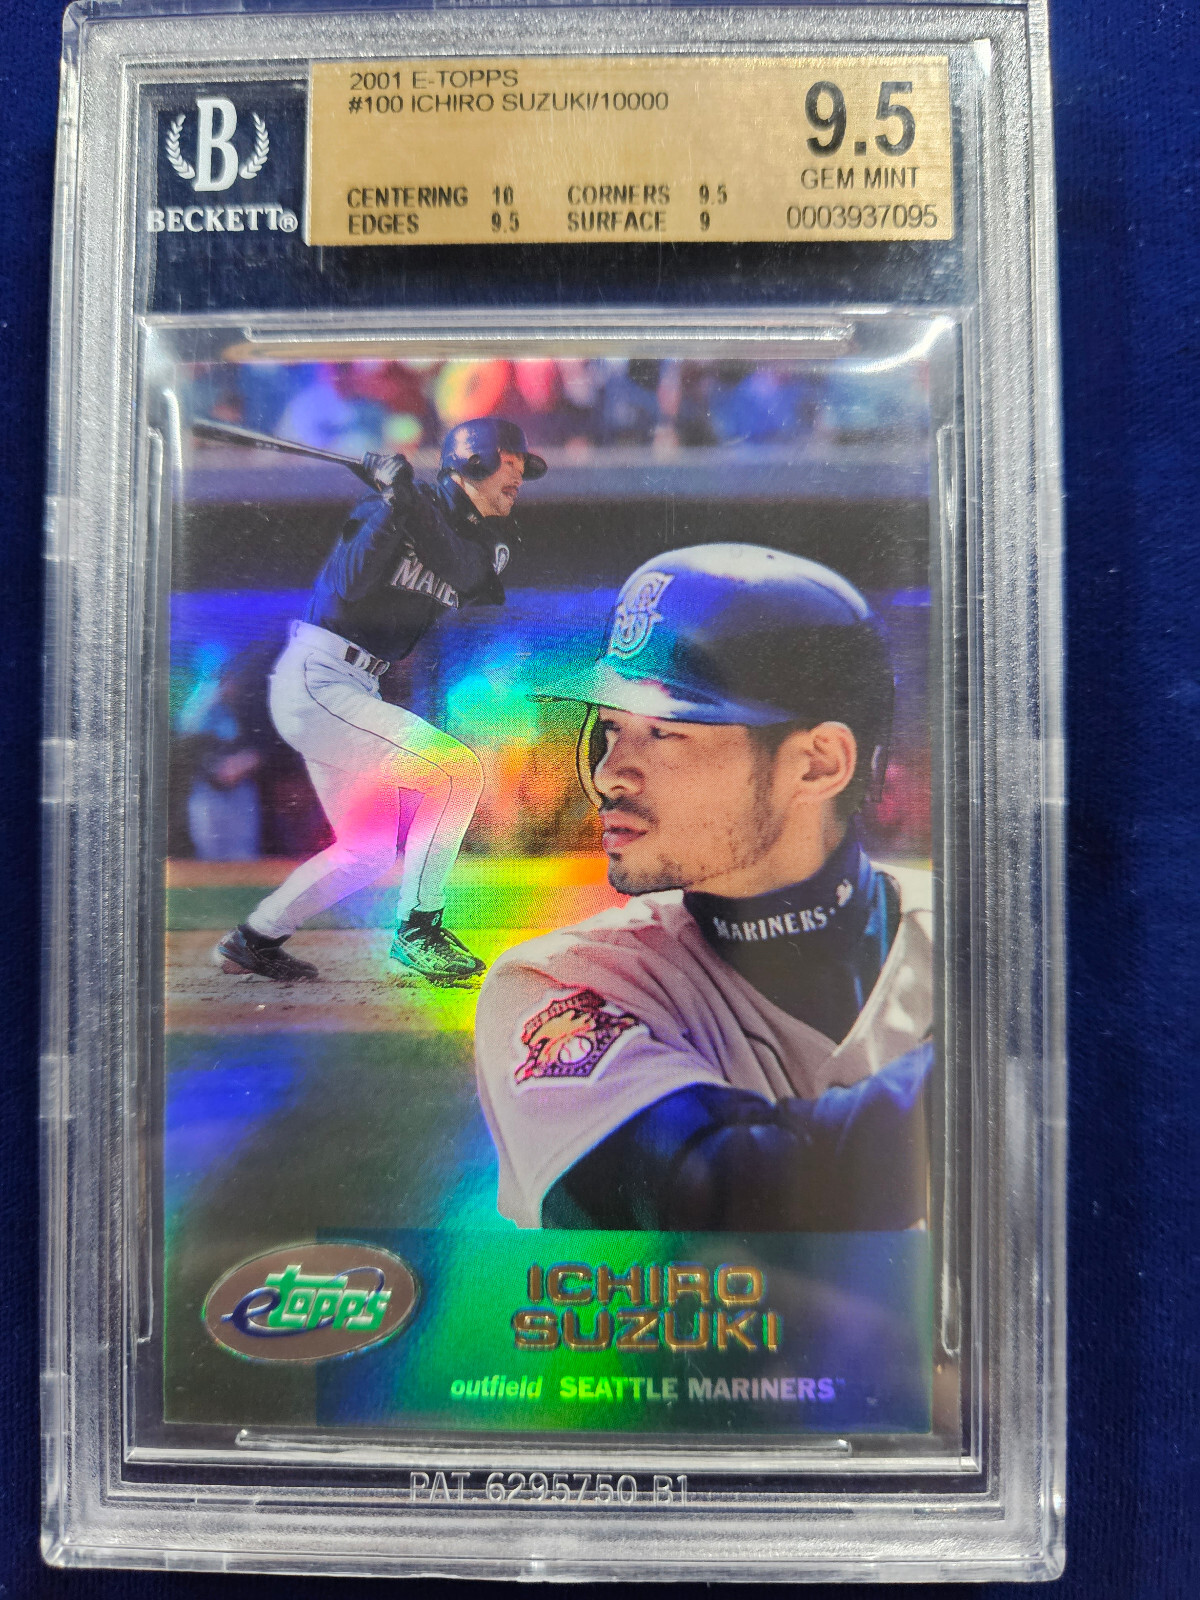 2001 E-TOPPS
#100 ICHIRO SUZUKI/10000
9.5
GEM MINT
CENTERING 10 CORNERS 9.5
EDGES 9.5 SURFACE 9
0003937095
B
BECKETT®
MARINERS
S
MARINERS
etopps
ICHIRO
SUZUKI
outfield SEATTLE MARINERS™
PAT. 6295750 B1